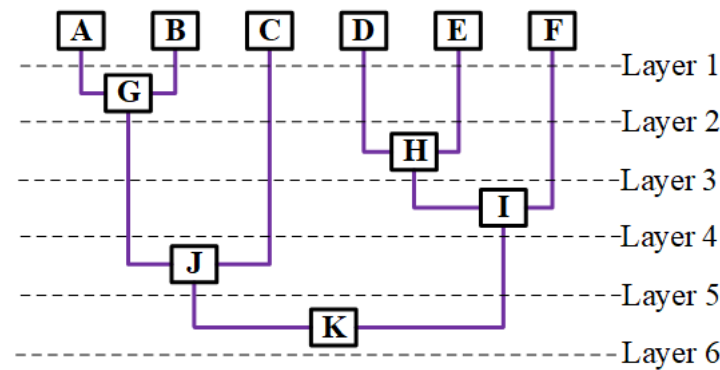 A B C D E F
Layer 1
G
Layer 2
H
Layer 3
I
Layer 4
J
Layer 5
K
Layer 6